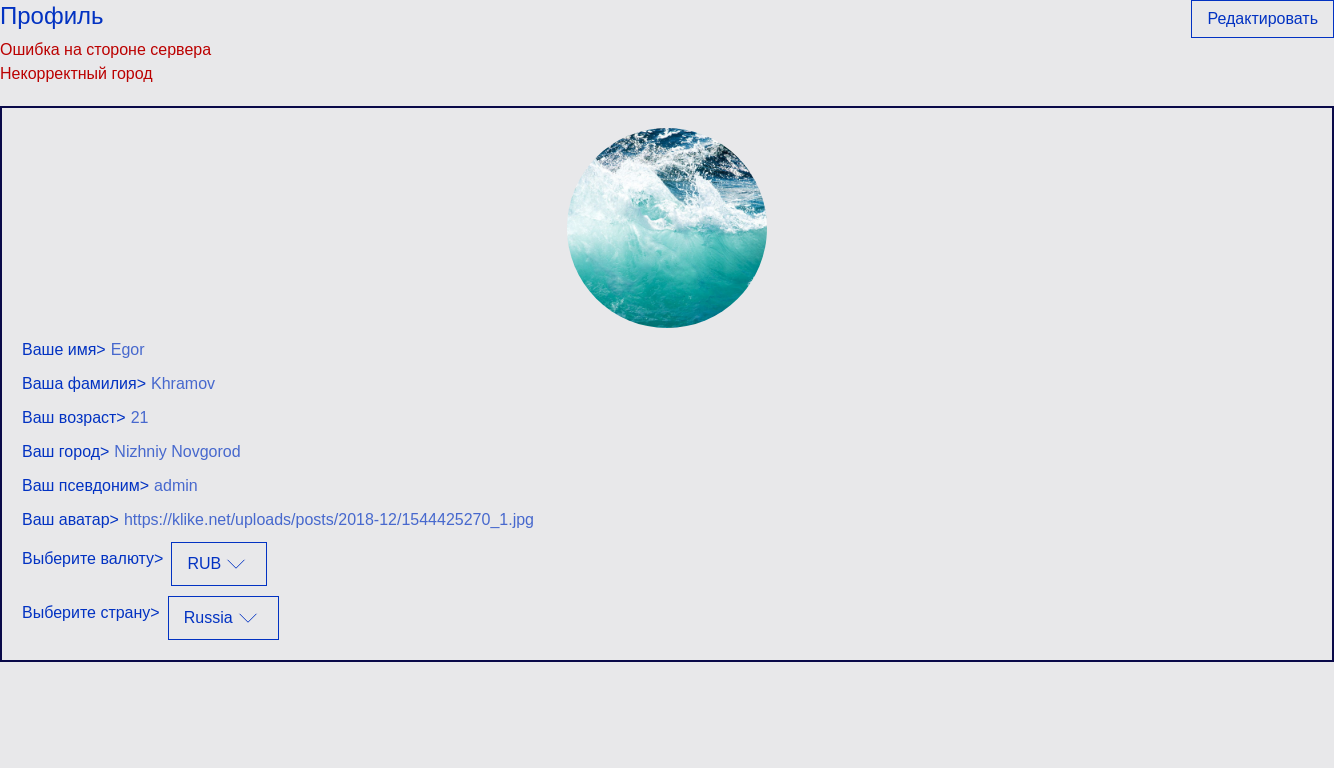 Профиль
Редактировать
Ошибка на стороне сервера
Некорректный город
Ваше имя> Egor
Ваша фамилия> Khramov
Ваш возраст> 21
Ваш город> Nizhniy Novgorod
Ваш псевдоним> admin
Ваш аватар> https://klike.net/uploads/posts/2018-12/1544425270_1.jpg
Выберите валюту> RUB
Выберите страну> Russia